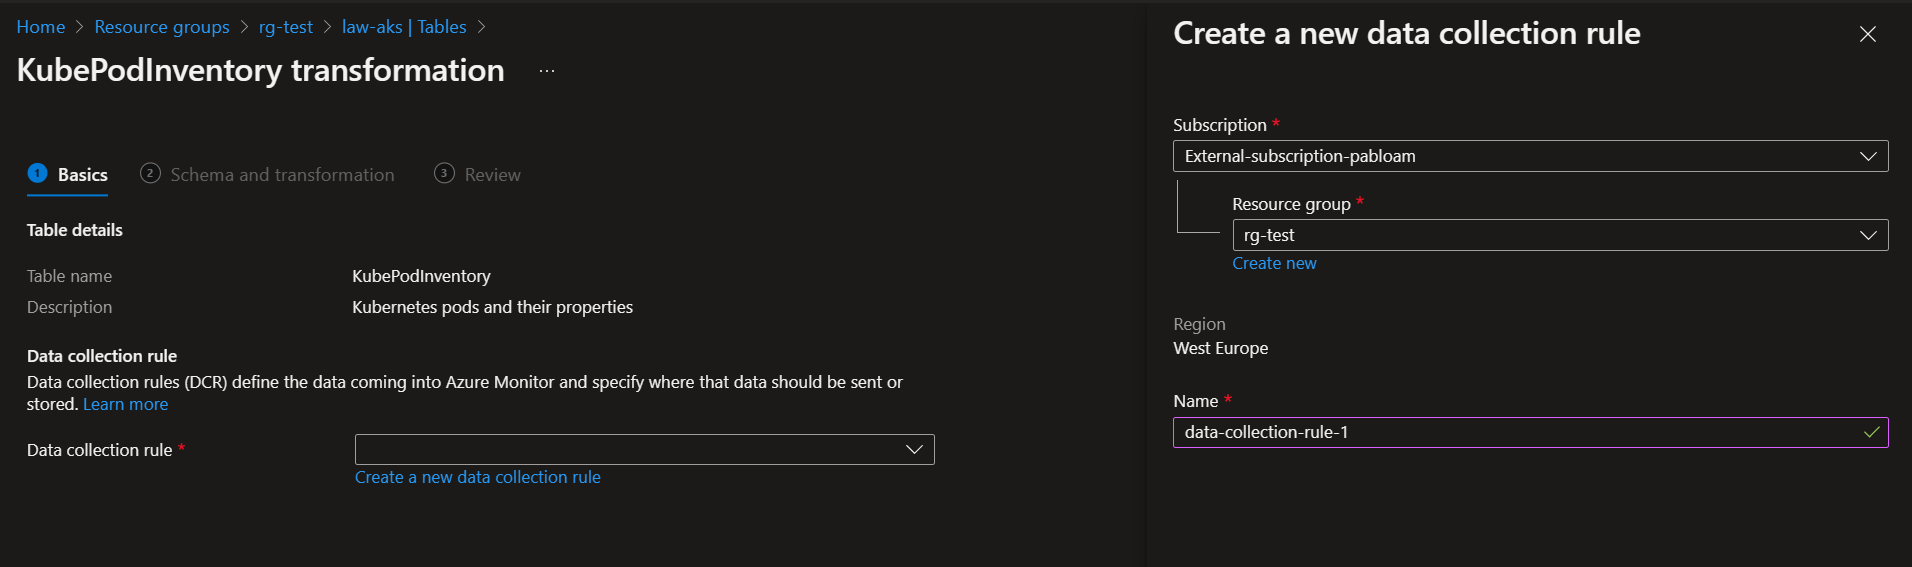 Home > Resource groups > rg-test > law-aks | Tables >
KubePodInventory transformation ...
1 Basics 2 Schema and transformation 3 Review
Table details
Table name KubePodInventory
Description Kubernetes pods and their properties
Data collection rule
Data collection rules (DCR) define the data coming into Azure Monitor and specify where that data should be sent or
stored. Learn more
Data collection rule *
Create a new data collection rule
Create a new data collection rule
Subscription *
External-subscription-pabloam
Resource group *
rg-test
Create new
Region
West Europe
Name *
data-collection-rule-1